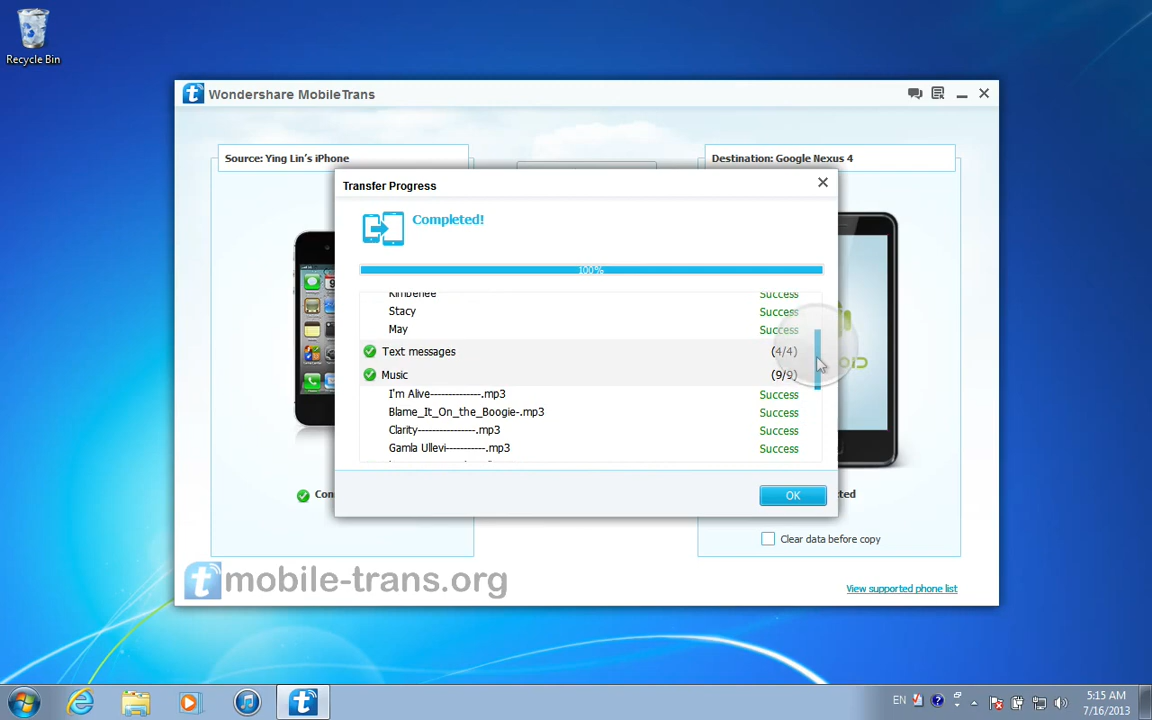 Recycle Bin
Wondershare MobileTrans
Source: Ying Lin's iPhone
Destination: Google Nexus 4
Transfer Progress
Completed!
100%
Success
Stacy Success
May Success
Text messages (4/4)
Music (9/9)
I'm Alive--------------.mp3 Success
Blame_It_On_the_Boogie-.mp3 Success
Clarity----------------.mp3 Success
Gamla Ullevi-----------.mp3 Success
OK
Clear data before copy
mobile-trans.org
View supported phone list
EN
5:15 AM
7/16/2013